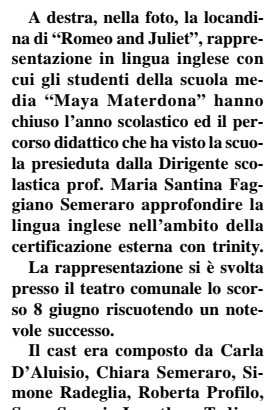 A destra, nella foto, la locandi-
na di “Romeo and Juliet”, rappre-
sentazione in lingua inglese con
cui gli studenti della scuola me-
dia “Maya Materdona” hanno
chiuso l’anno scolastico ed il per-
corso didattico che ha visto la scuo-
la presieduta dalla Dirigente sco-
lastica prof. Maria Santina Fag-
giano Semeraro approfondire la
lingua inglese nell’ambito della
certificazione esterna con trinity.
La rappresentazione si è svolta
presso il teatro comunale lo scor-
so 8 giugno riscuotendo un note-
vole successo.
Il cast era composto da Carla
D’Aluisio, Chiara Semeraro, Si-
mone Radeglia, Roberta Profilo,